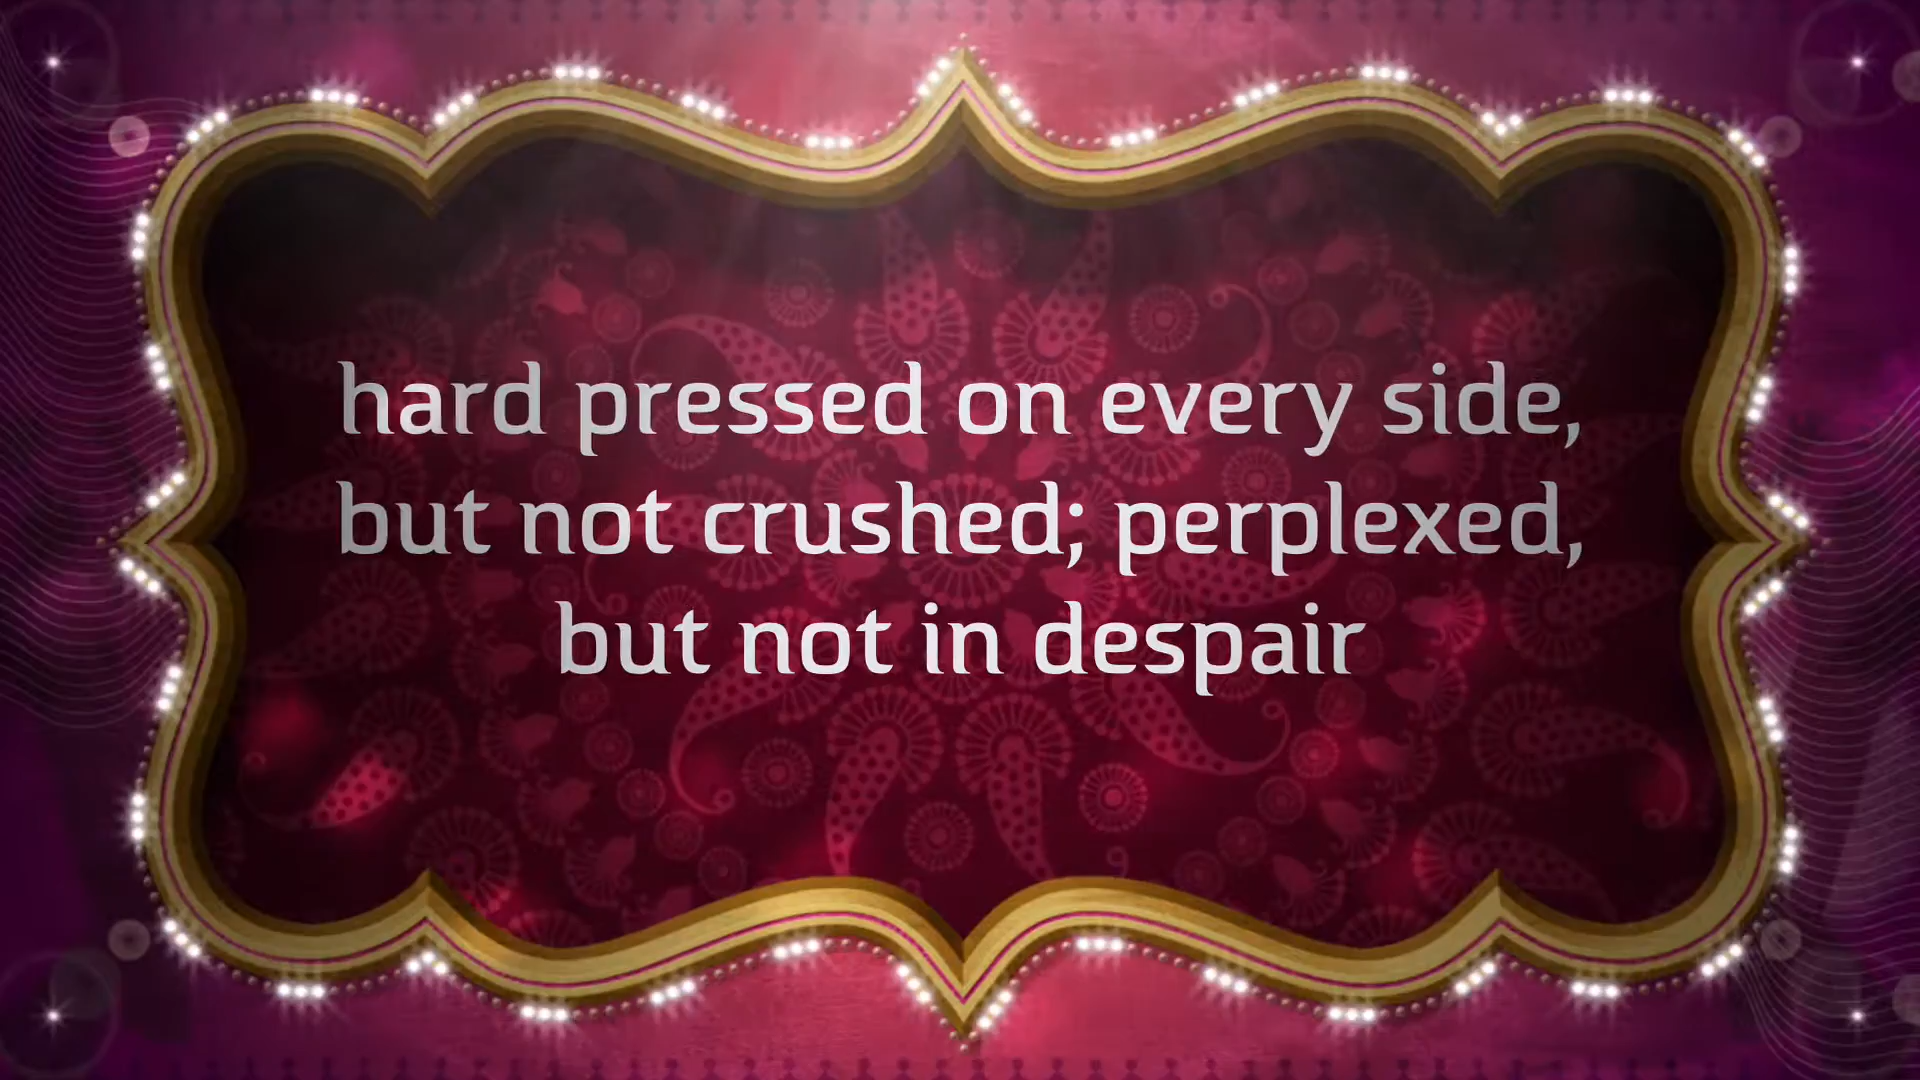 hard pressed on every side,
but not crushed; perplexed,
but not in despair